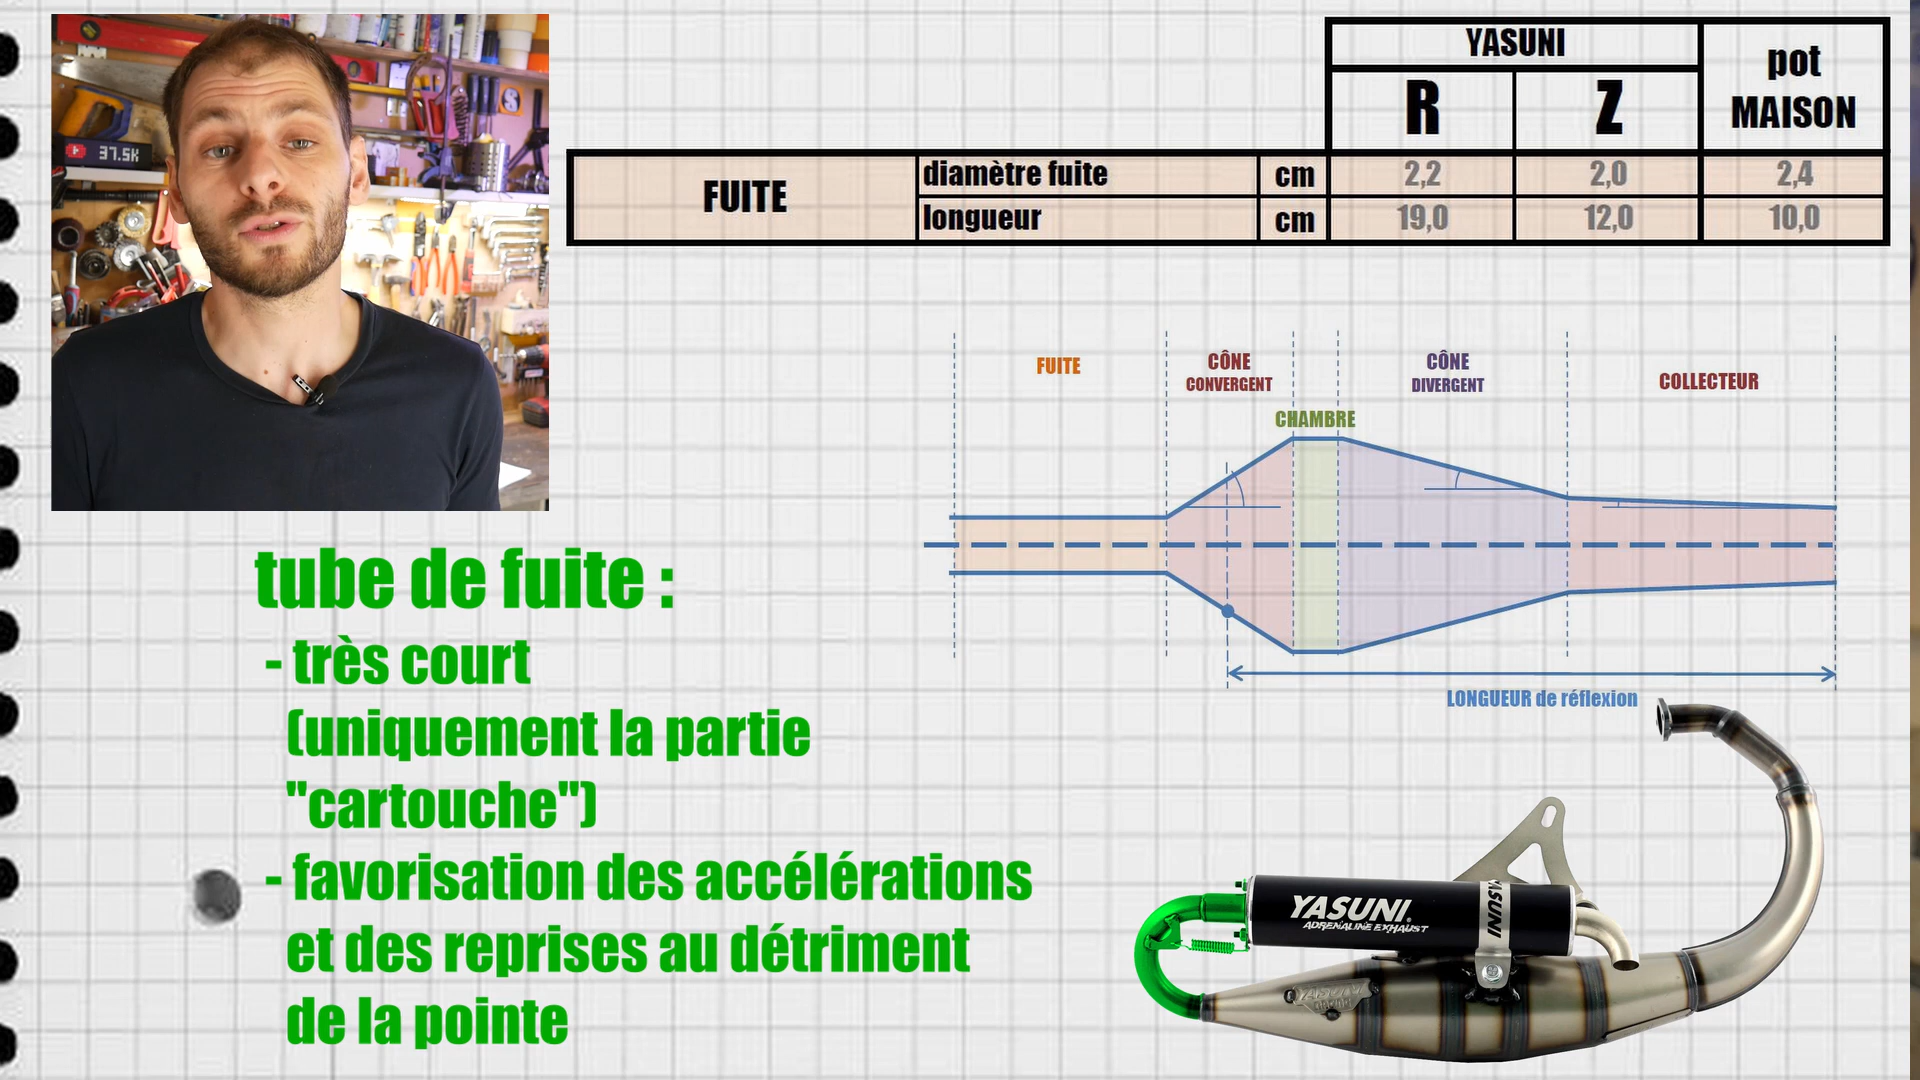 YASUNI
pot
MAISON
R
Z
FUITE
diamètre fuite
cm
2,2
2,0
2,4
longueur
cm
19,0
12,0
10,0
37.5K
FUITE
CÔNE
CONVERGENT
CHAMBRE
CÔNE
DIVERGENT
COLLECTEUR
LONGUEUR de réflexion
tube de fuite :
- très court
(uniquement la partie
"cartouche")
- favorisation des accélérations
et des reprises au détriment
de la pointe
YASUNI
ADRENALINE EXHAUST
YASUNI
YASUNI